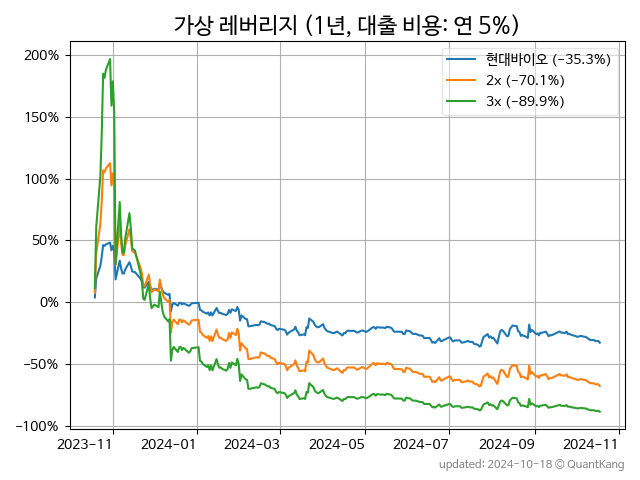 가상 레버리지 (1년, 대출 비용: 연 5%)
현대바이오 (-35.3%)
2x (-70.1%)
3x (-89.9%)
200%
150%
100%
50%
0%
−50%
−100%
2023-11
2024-01
2024-03
2024-05
2024-07
2024-09
2024-11
updated: 2024-10-18 © QuantKang